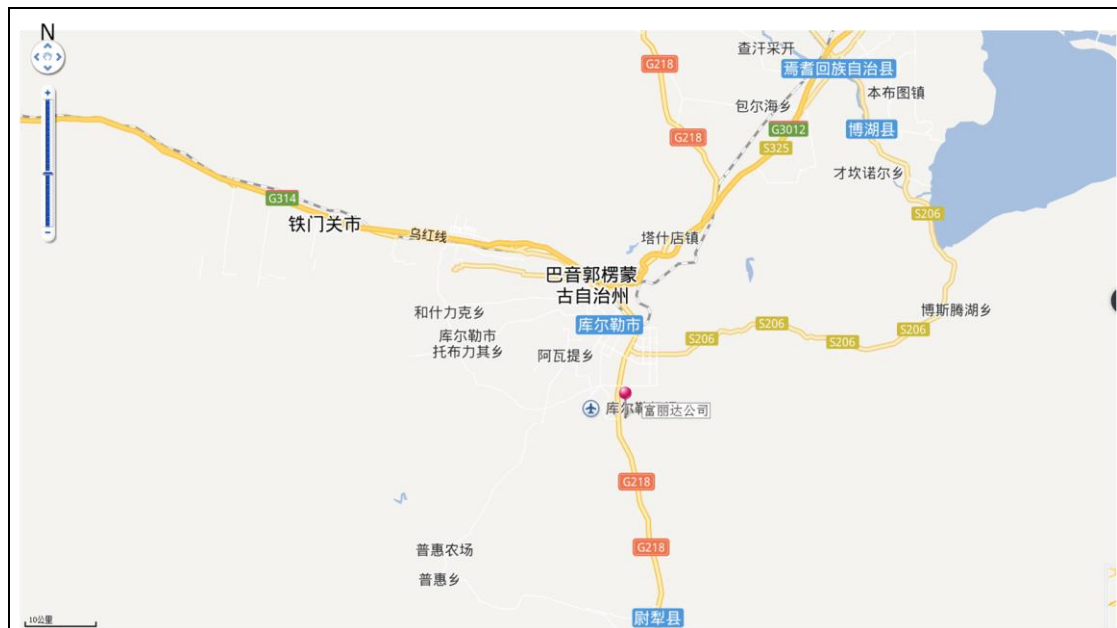 N
G218
查汗采开
焉耆回族自治县
本布图镇
包尔海乡
G3012
博湖县
G218
S325
才坎诺尔乡
G314
S206
铁门关市
乌红线
塔什店镇
巴音郭楞蒙
古自治州
和什力克乡
博斯腾湖乡
库尔勒市
S206
S206
S206
S206
库尔勒市
托布力其乡
阿瓦提乡
库尔勒
富丽达公司
G218
普惠农场
G218
普惠乡
尉犁县
10公里